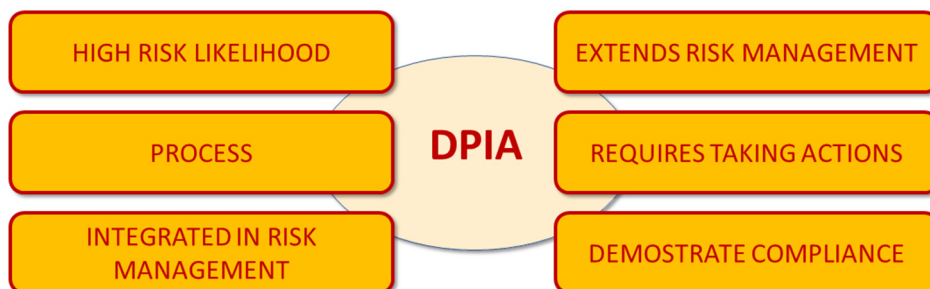 HIGH RISK LIKELIHOOD
PROCESS
INTEGRATED IN RISK
MANAGEMENT
DPIA
EXTENDS RISK MANAGEMENT
REQUIRES TAKING ACTIONS
DEMOSTRATE COMPLIANCE